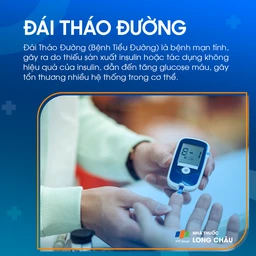 ĐÁI THÁO ĐƯỜNG
Đái Tháo Đường (Bệnh Tiểu Đường) là bệnh mạn tính,
gây ra do thiếu sản xuất insulin hoặc tác dụng không
hiệu quả của insulin, dẫn đến tăng glucose máu, gây
tổn thương nhiều hệ thống trong cơ thể.
NHÀ THUỐC
LONG CHÂU